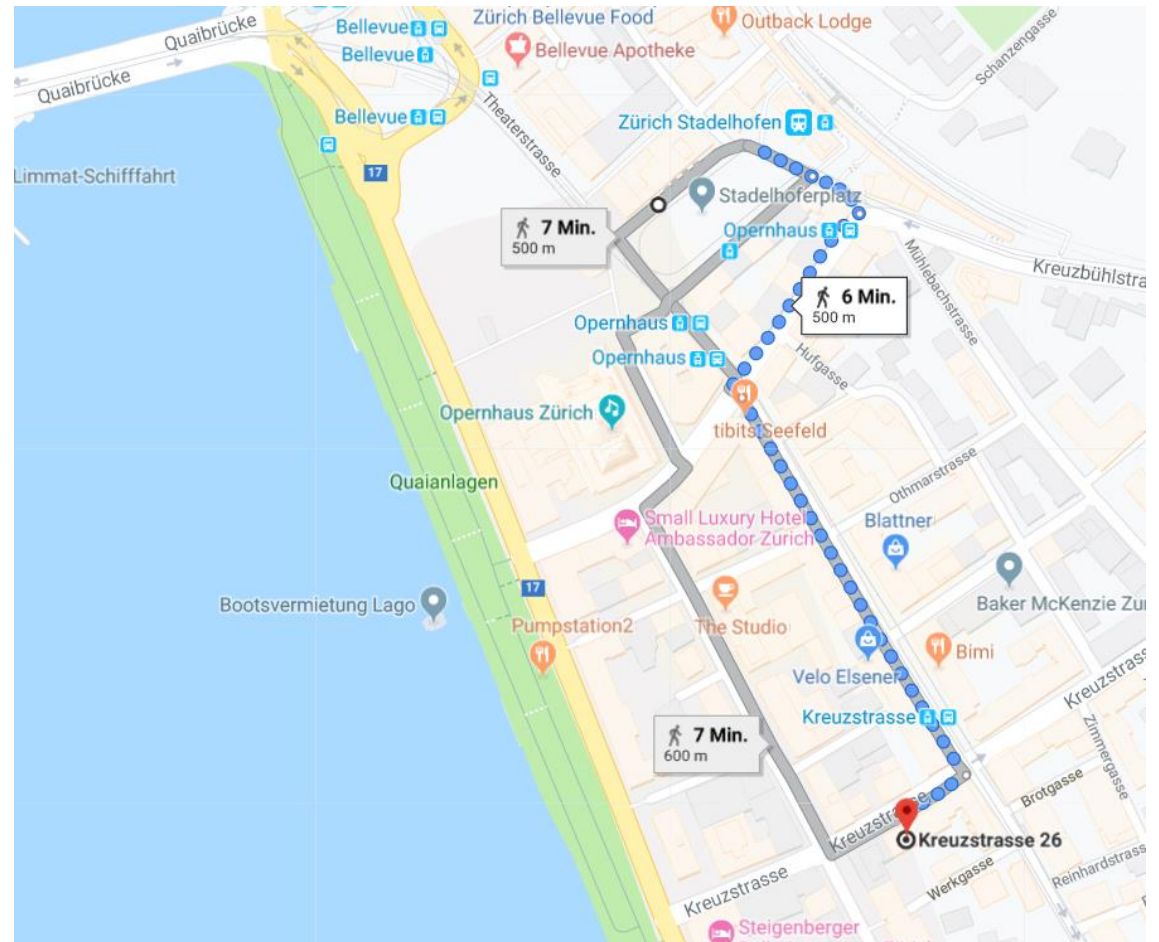 Zürich Bellevue Food
Outback Lodge
Bellevue
Bellevue
Bellevue Apotheke
Quaibrücke
Quaibrücke
Schanzengasse
Theaterstrasse
Bellevue
Zürich Stadelhofen
17
Limmat-Schifffahrt
Stadelhoferplatz
7 Min.
500 m
Opernhaus
Mühlebachstrasse
Kreuzbühlstra
6 Min.
500 m
Opernhaus
Opernhaus
Hufgasse
Opernhaus Zürich
tibits Seefeld
Othmarstrasse
Quaianlagen
Small Luxury Hotel
Ambassador Zürich
Blattner
17
Bootsvermietung Lago
Baker McKenzie Zur
Pumpstation2
The Studio
Bimi
Velo Elsener
Kreuzstrass
Kreuzstrasse
Zimmergasse
7 Min.
600 m
Brotgasse
Kreuzstrasse
Kreuzstrasse 26
Reinhardstrass
Werkgasse
Kreuzstrasse
Steigenberger